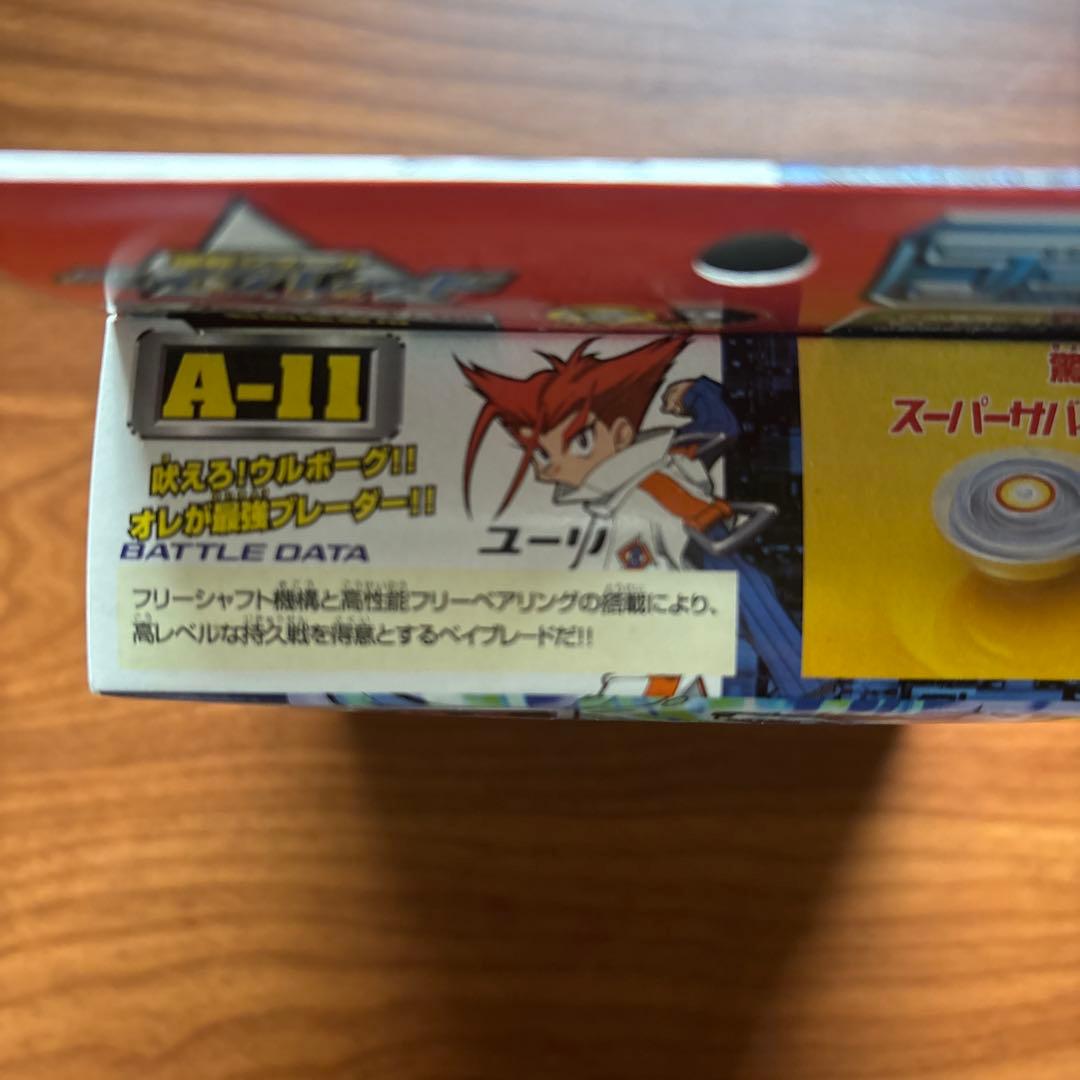 A-11
吠えろ!ウルボーグ!!
オレが最強ブレーダー!!
BATTLE DATA
ユーリ
フリーシャフト機構と高性能フリーベアリングの搭載により、
高レベルな持久戦を得意とするベイブレードだ!!
スーパーサバ